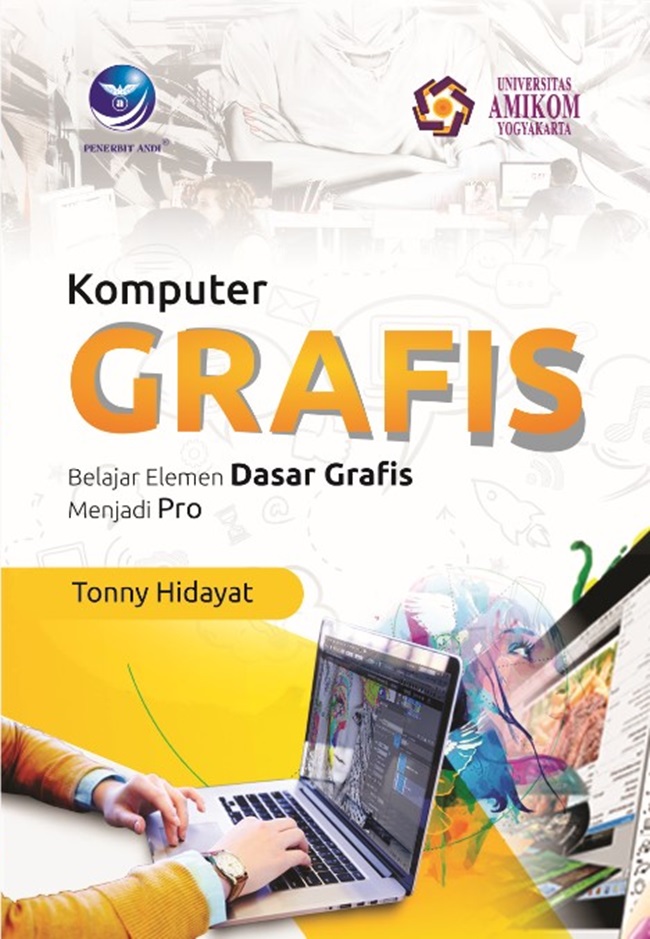 PENERBIT ANDI®
UNIVERSITAS
AMIKOM
YOGYAKARTA
Komputer
GRAFIS
Belajar Elemen Dasar Grafis
Menjadi Pro
Tonny Hidayat